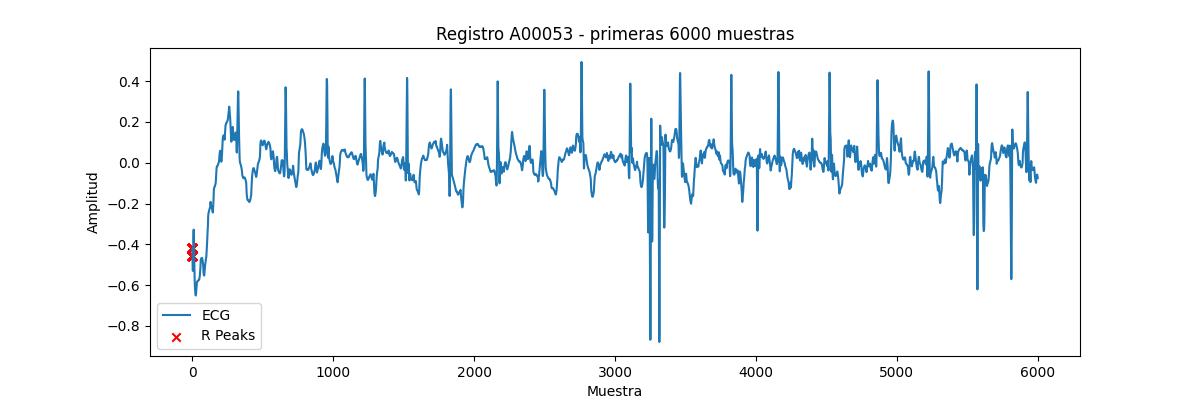 Registro A00053 - primeras 6000 muestras
Amplitud
0.4
0.2
0.0
−0.2
−0.4
−0.6
−0.8
ECG
R Peaks
0 1000 2000 3000 4000 5000 6000
Muestra